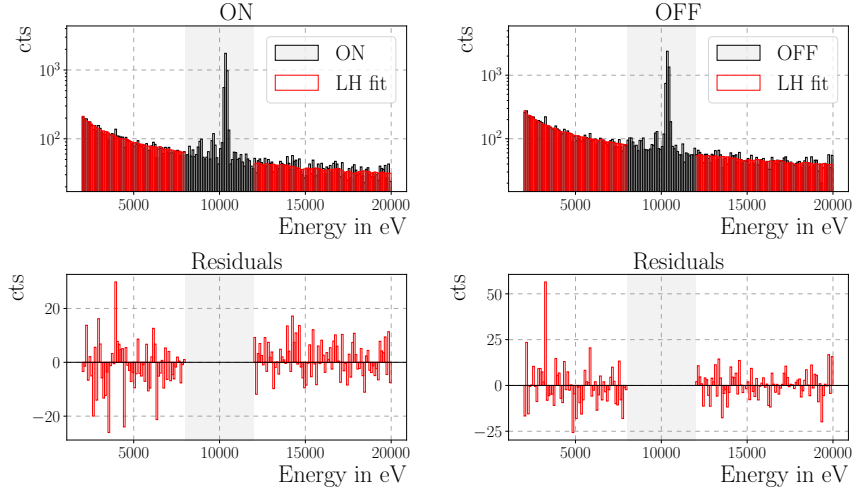 ON
cts
10³
10²
ON
LH fit
5000 10000 15000 20000
Energy in eV
OFF
cts
10³
10²
OFF
LH fit
5000 10000 15000 20000
Energy in eV
Residuals
cts
20
0
−20
5000 10000 15000 20000
Energy in eV
Residuals
cts
50
25
0
−25
5000 10000 15000 20000
Energy in eV